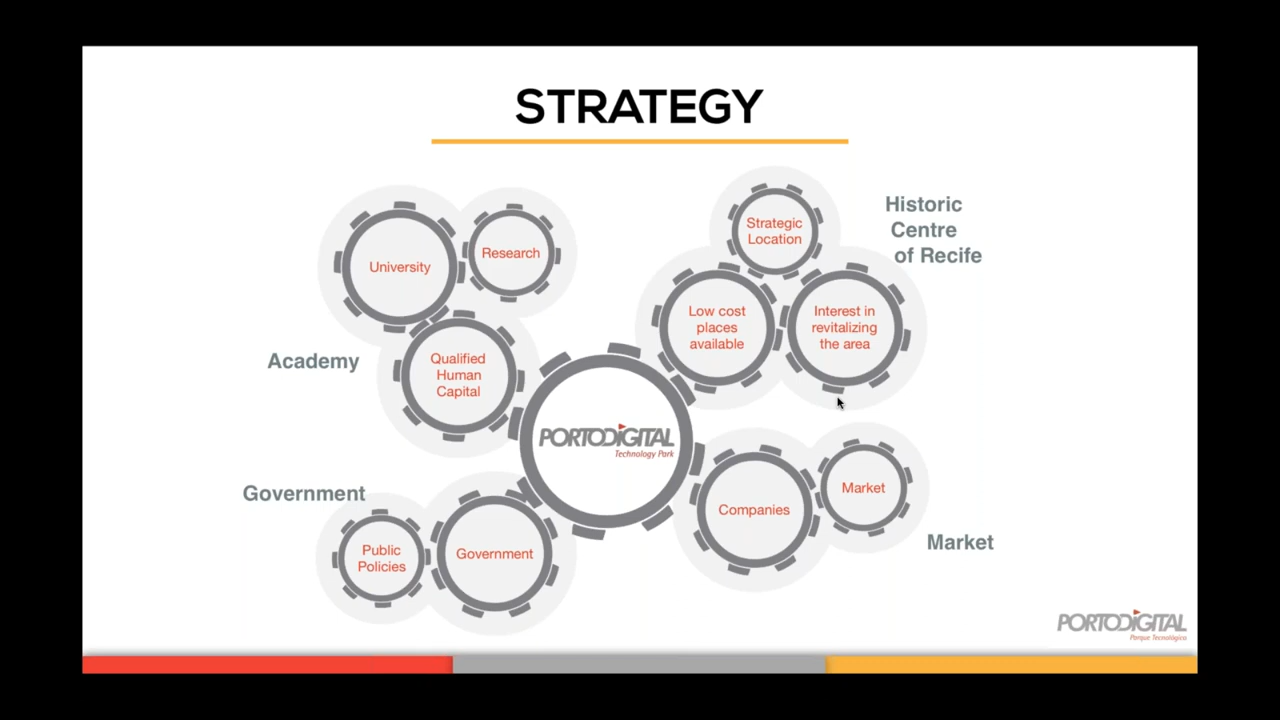 STRATEGY
University
Research
Qualified
Human
Capital
Academy
Strategic
Location
Low cost
places
available
Interest in
revitalizing
the area
Historic
Centre
of Recife
PORTODIGITAL
Technology Park
Government
Public
Policies
Government
Companies
Market
Market
PORTODIGITAL
Parque Tecnológico